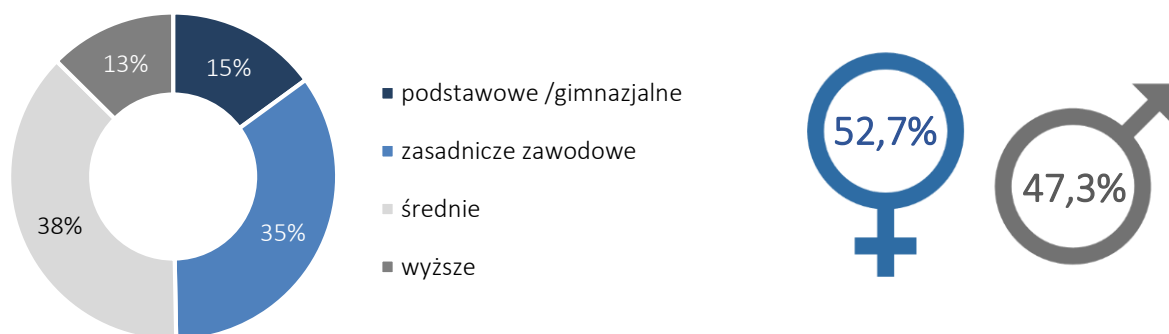 13%
15%
38%
35%
podstawowe /gimnazjalne
zasadnicze zawodowe
średnie
wyższe
52,7%
47,3%